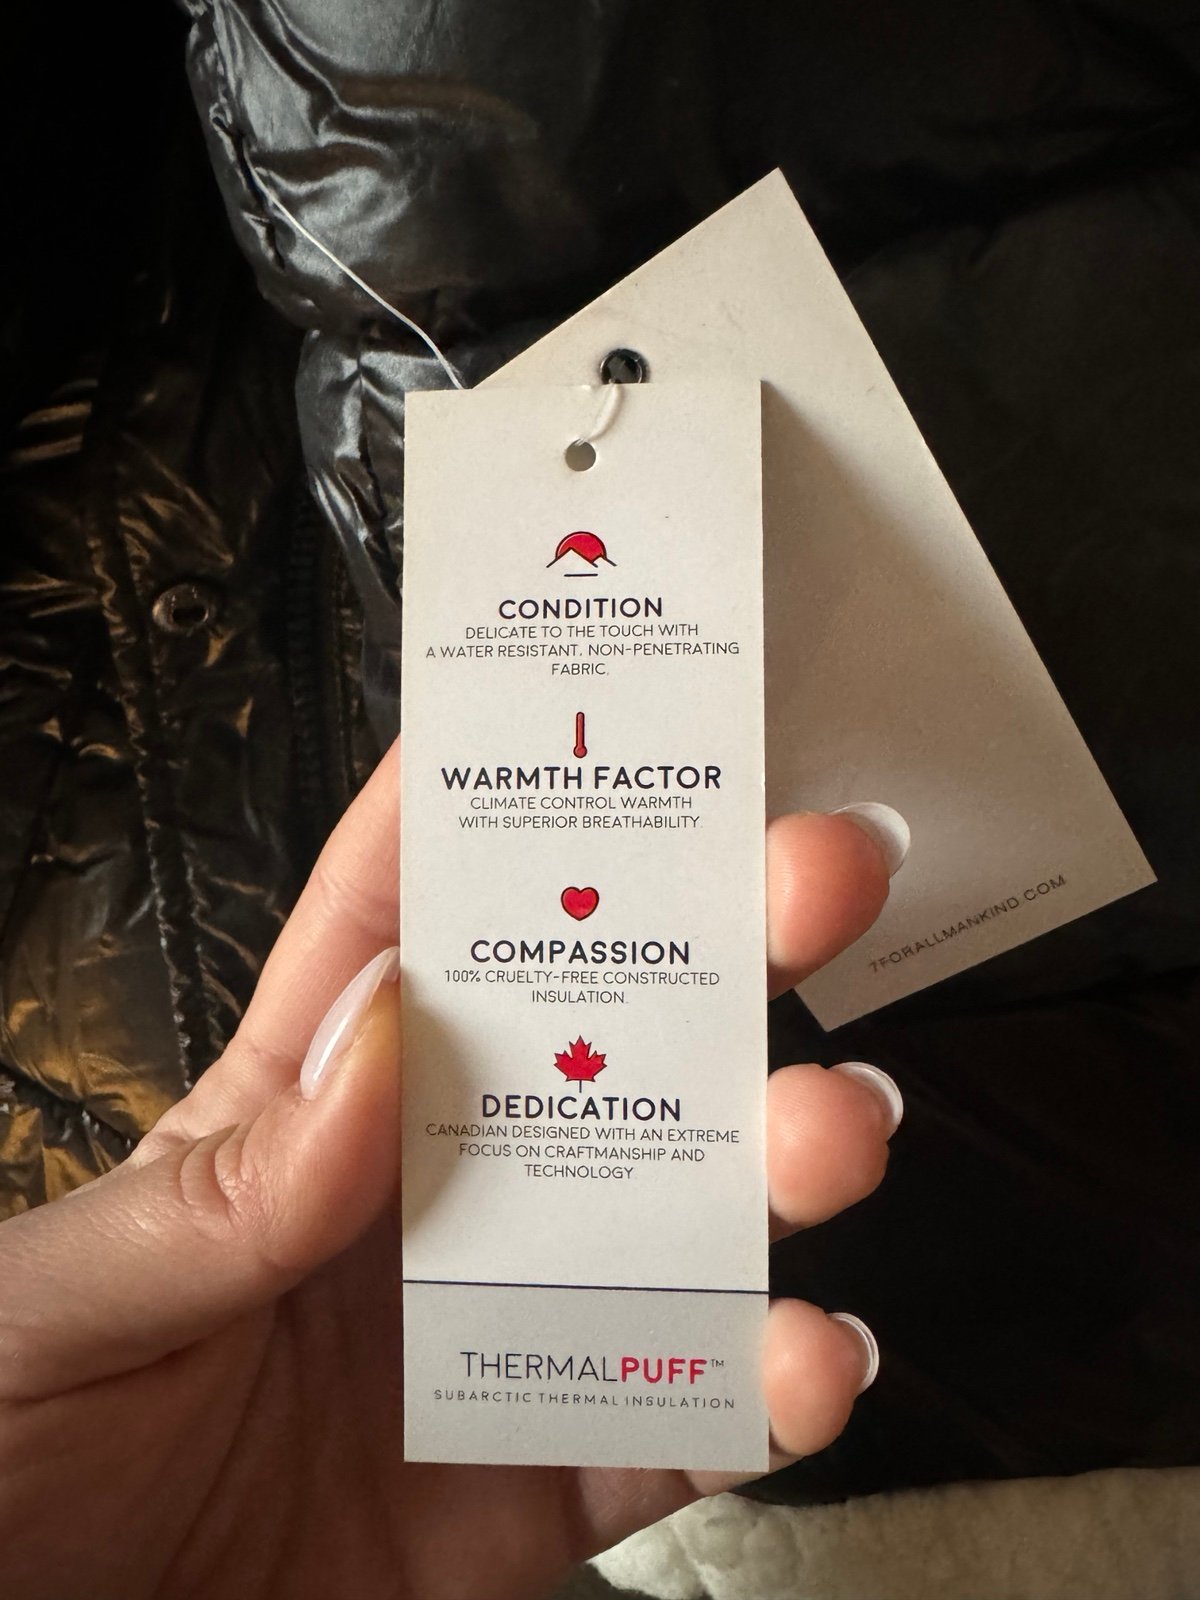 CONDITION
DELICATE TO THE TOUCH WITH
A WATER RESISTANT, NON-PENETRATING
FABRIC.
WARMTH FACTOR
CLIMATE CONTROL WARMTH
WITH SUPERIOR BREATHABILITY.
COMPASSION
100% CRUELTY-FREE CONSTRUCTED
INSULATION.
DEDICATION
CANADIAN DESIGNED WITH AN EXTREME
FOCUS ON CRAFTMANSHIP AND
TECHNOLOGY
THERMALPUFF™
SUBARCTIC THERMAL INSULATION
7FORALLMANKIND.COM